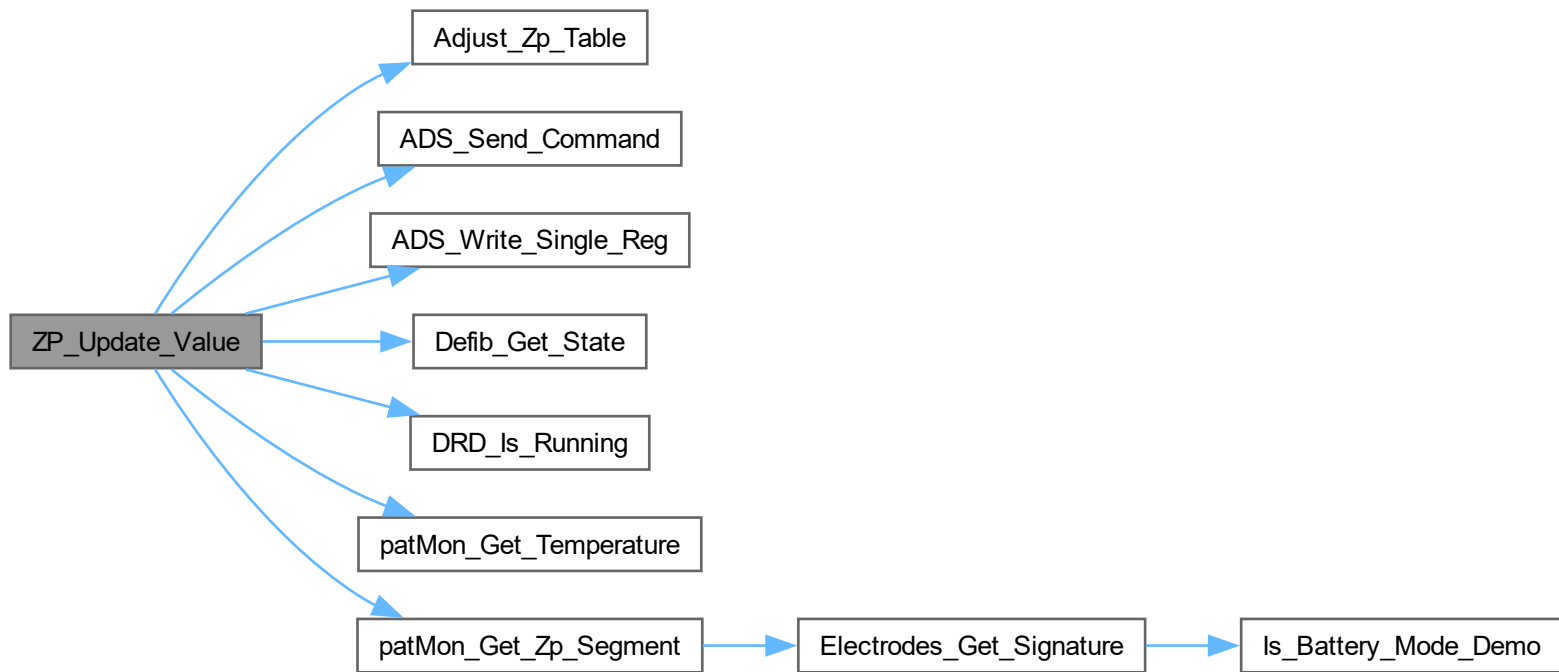 Adjust_Zp_Table
ADS_Send_Command
ADS_Write_Single_Reg
ZP_Update_Value
Defib_Get_State
DRD_Is_Running
patMon_Get_Temperature
patMon_Get_Zp_Segment
Electrodes_Get_Signature
Is_Battery_Mode_Demo